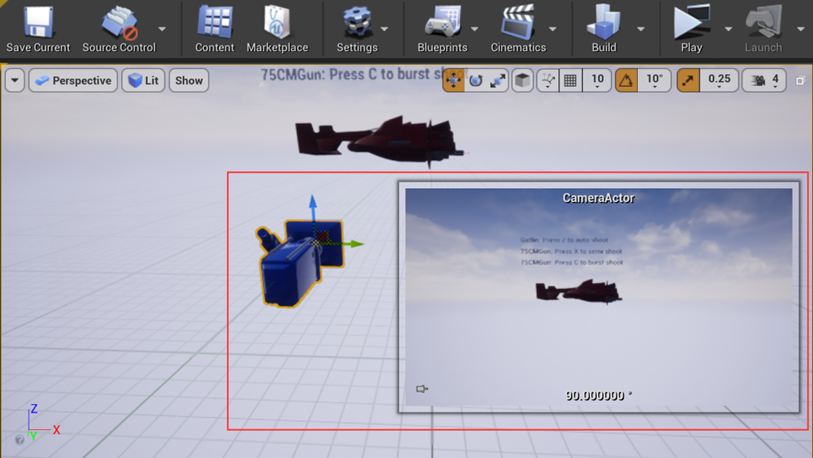 Save Current Source Control Content Marketplace Settings Blueprints Cinematics Build Play Launch
Perspective Lit Show 10 10° 0.25 4
75CMGun: Press C to burst
CameraActor
Gatlin: Press Z to auto shoot
75CMGun: Press X to semi shoot
75CMGun: Press C to burst shoot
90.000000 °
Z
X
Y